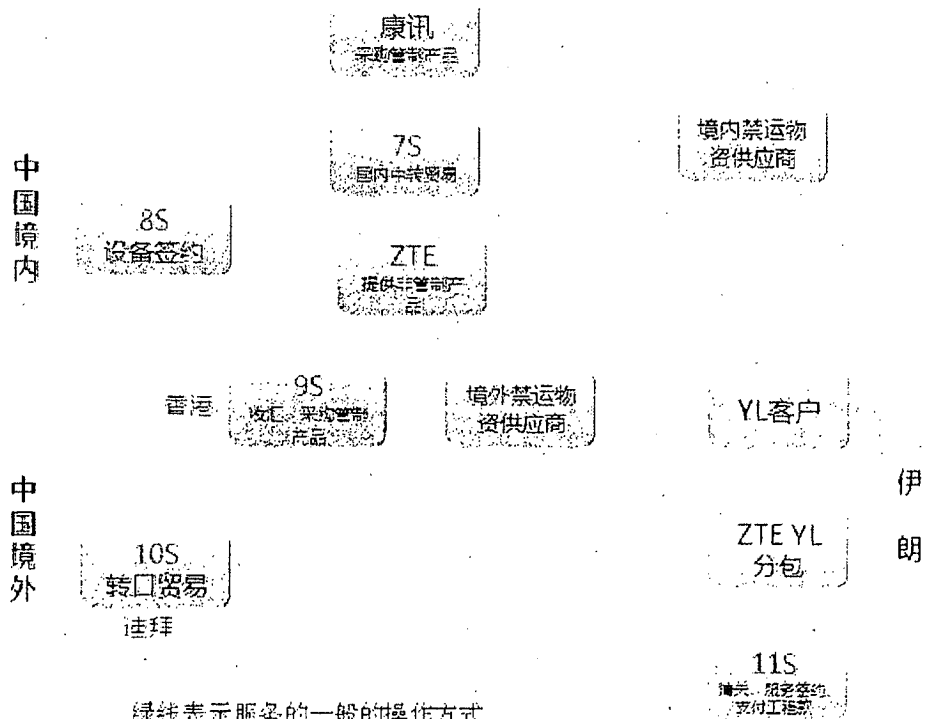 康讯
采购管制产品
7S
国内中转贸易
境内禁运物
资供应商
中国境内
8S
设备签约
ZTE
提供非管制产
品
香港
9S
收汇、采购管制
产品
境外禁运物
资供应商
YL客户
伊朗
中国境外
10S
转口贸易
迪拜
ZTE YL
分包
11S
清关、服务签约、
支付工程款
绿线表示服务的一般的操作方式